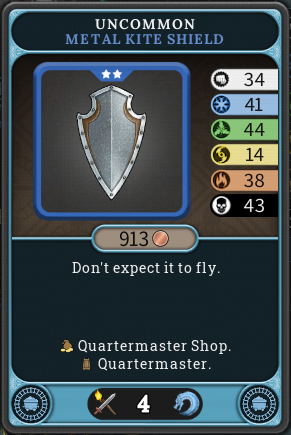 UNCOMMON
METAL KITE SHIELD
34
41
44
14
38
43
913
Don't expect it to fly.
Quartermaster Shop.
Quartermaster.
4